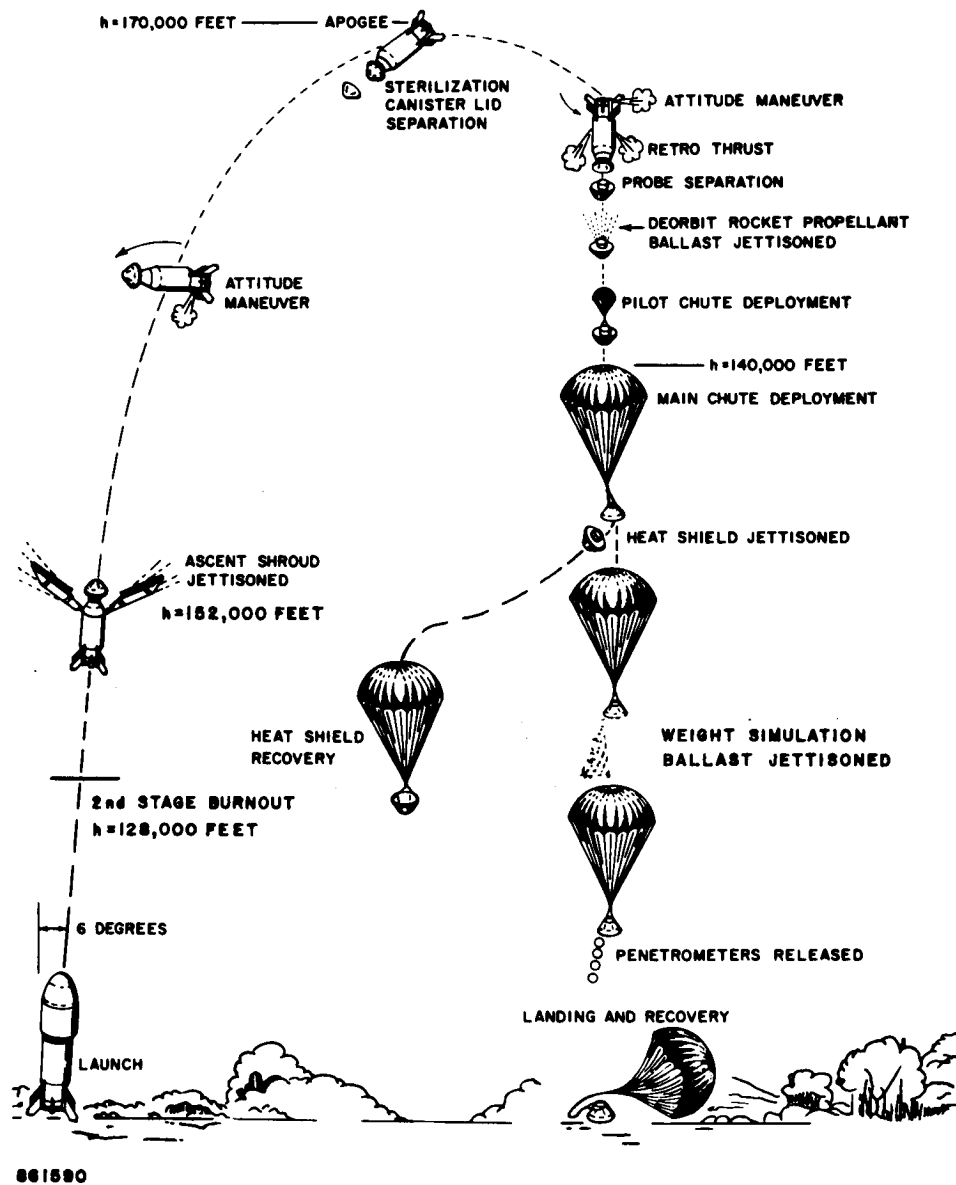 h=170,000 FEET
APOGEE
STERILIZATION
CANISTER LID
SEPARATION
ATTITUDE MANEUVER
RETRO THRUST
PROBE SEPARATION
DEORBIT ROCKET PROPELLANT
BALLAST JETTISONED
ATTITUDE
MANEUVER
PILOT CHUTE DEPLOYMENT
h=140,000 FEET
MAIN CHUTE DEPLOYMENT
HEAT SHIELD JETTISONED
ASCENT SHROUD
JETTISONED
h=152,000 FEET
HEAT SHIELD
RECOVERY
WEIGHT SIMULATION
BALLAST JETTISONED
2nd STAGE BURNOUT
h=128,000 FEET
6 DEGREES
PENETROMETERS RELEASED
LANDING AND RECOVERY
LAUNCH
861590